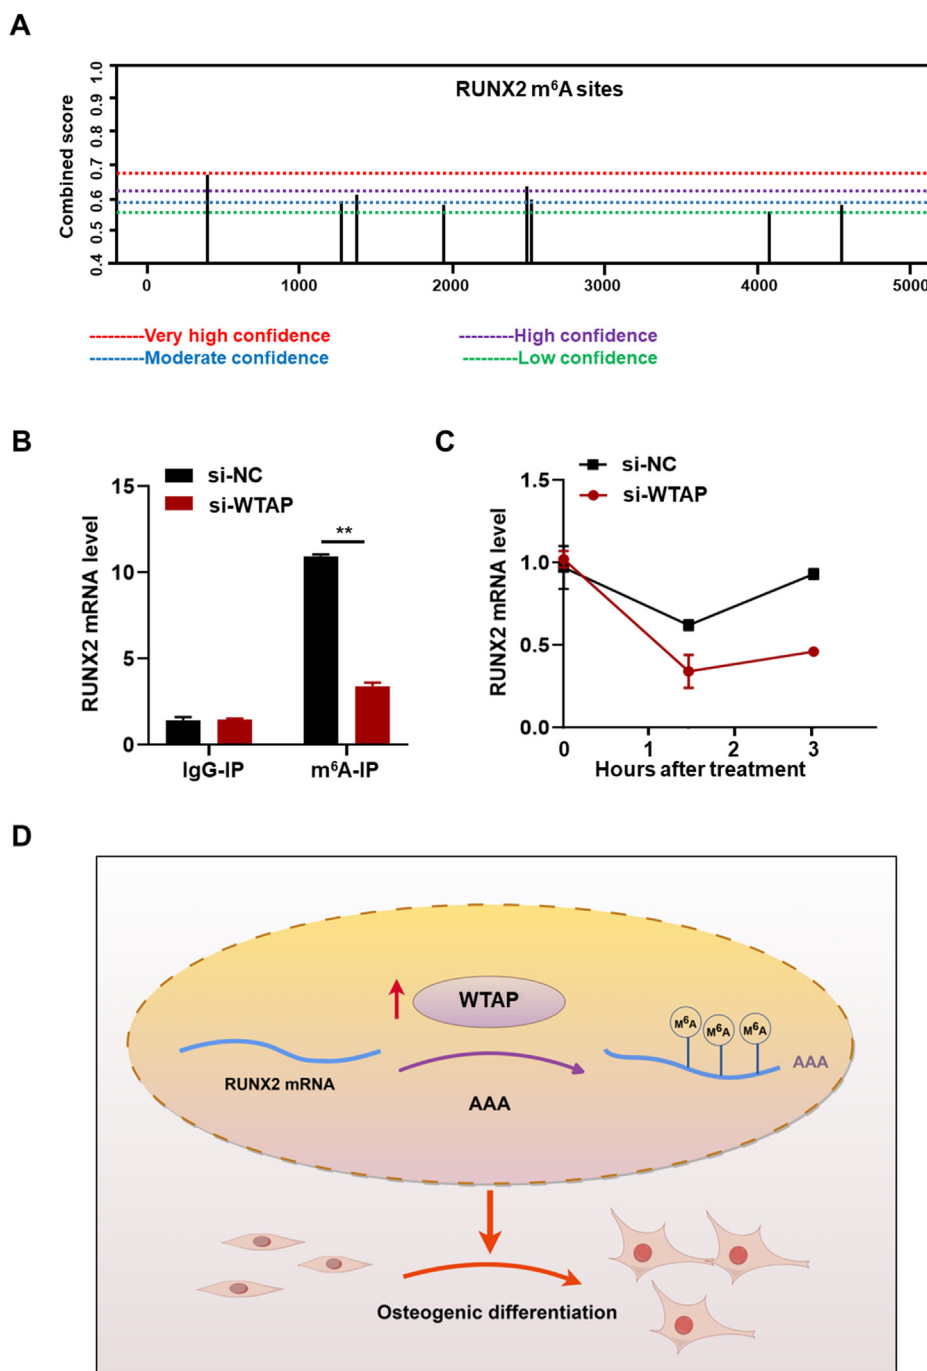 A
RUNX2 m⁶A sites
Combined score
1.0
0.9
0.8
0.7
0.6
0.5
0.4
0 1000 2000 3000 4000 5000
---------Very high confidence
---------High confidence
---------Moderate confidence
---------Low confidence
B
si-NC
si-WTAP
RUNX2 mRNA level
15
10
5
0
**
IgG-IP m⁶A-IP
C
si-NC
si-WTAP
RUNX2 mRNA level
1.5
1.0
0.5
0.0
0 1 2 3
Hours after treatment
D
WTAP
M⁶A M⁶A M⁶A
RUNX2 mRNA
AAA
AAA
Osteogenic differentiation